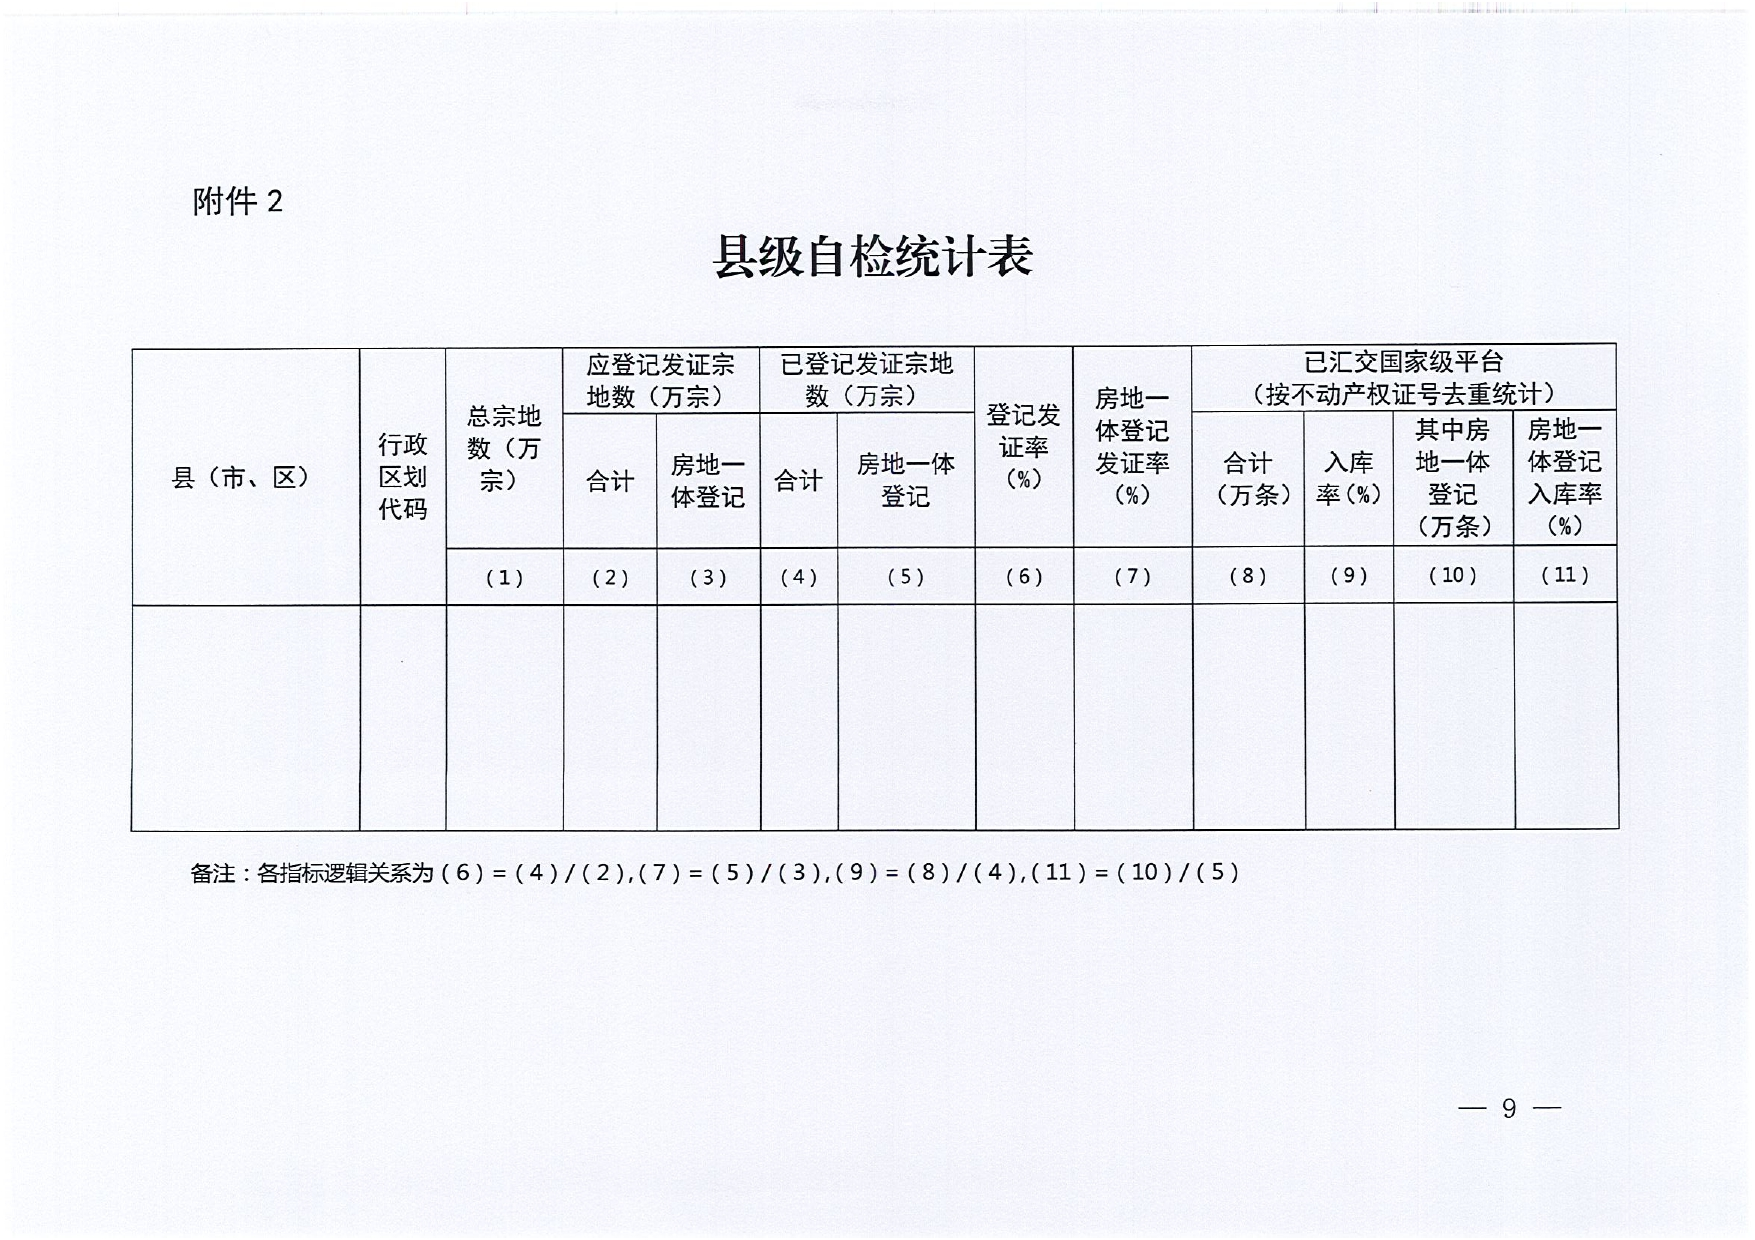 附件 2
县级自检统计表
县（市、区）
行政
区划
代码
总宗地
数（万
宗）
应登记发证宗
地数（万宗）
合计
房地一
体登记
已登记发证宗地
数（万宗）
合计
房地一体
登记
登记发
证率
（%）
房地一
体登记
发证率
（%）
已汇交国家级平台
（按不动产权证号去重统计）
合计
（万条）
入库
率（%）
其中房
地一体
登记
（万条）
房地一
体登记
入库率
（%）
（1）
（2）
（3）
（4）
（5）
（6）
（7）
（8）
（9）
（10）
（11）
备注：各指标逻辑关系为(6)=(4)/(2),(7)=(5)/(3),(9)=(8)/(4),(11)=(10)/(5)
— 9 —